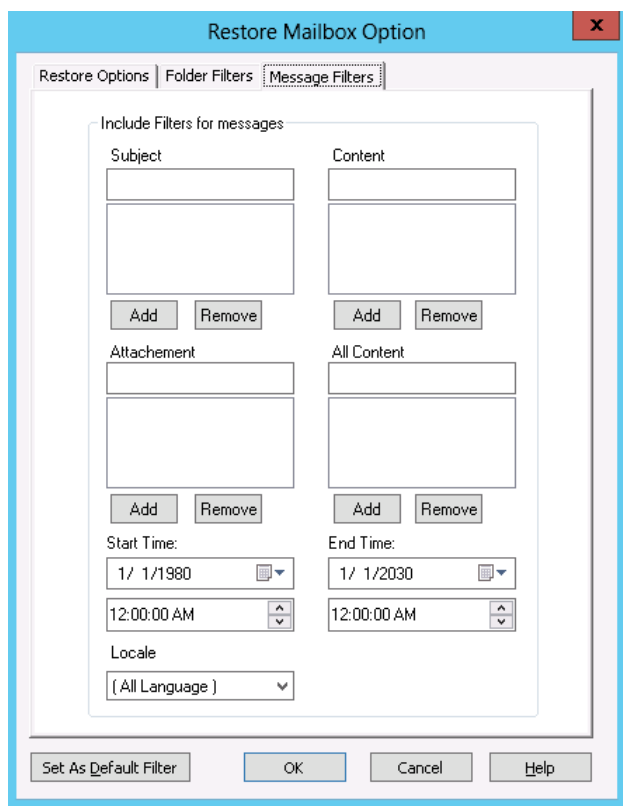 Restore Mailbox Option
x
Restore Options Folder Filters Message Filters
Include Filters for messages
Subject Content
Add Remove Add Remove
Attachement All Content
Add Remove Add Remove
Start Time: End Time:
1/ 1/1980 1/ 1/2030
12:00:00 AM 12:00:00 AM
Locale
( All Language )
Set As Default Filter OK Cancel Help